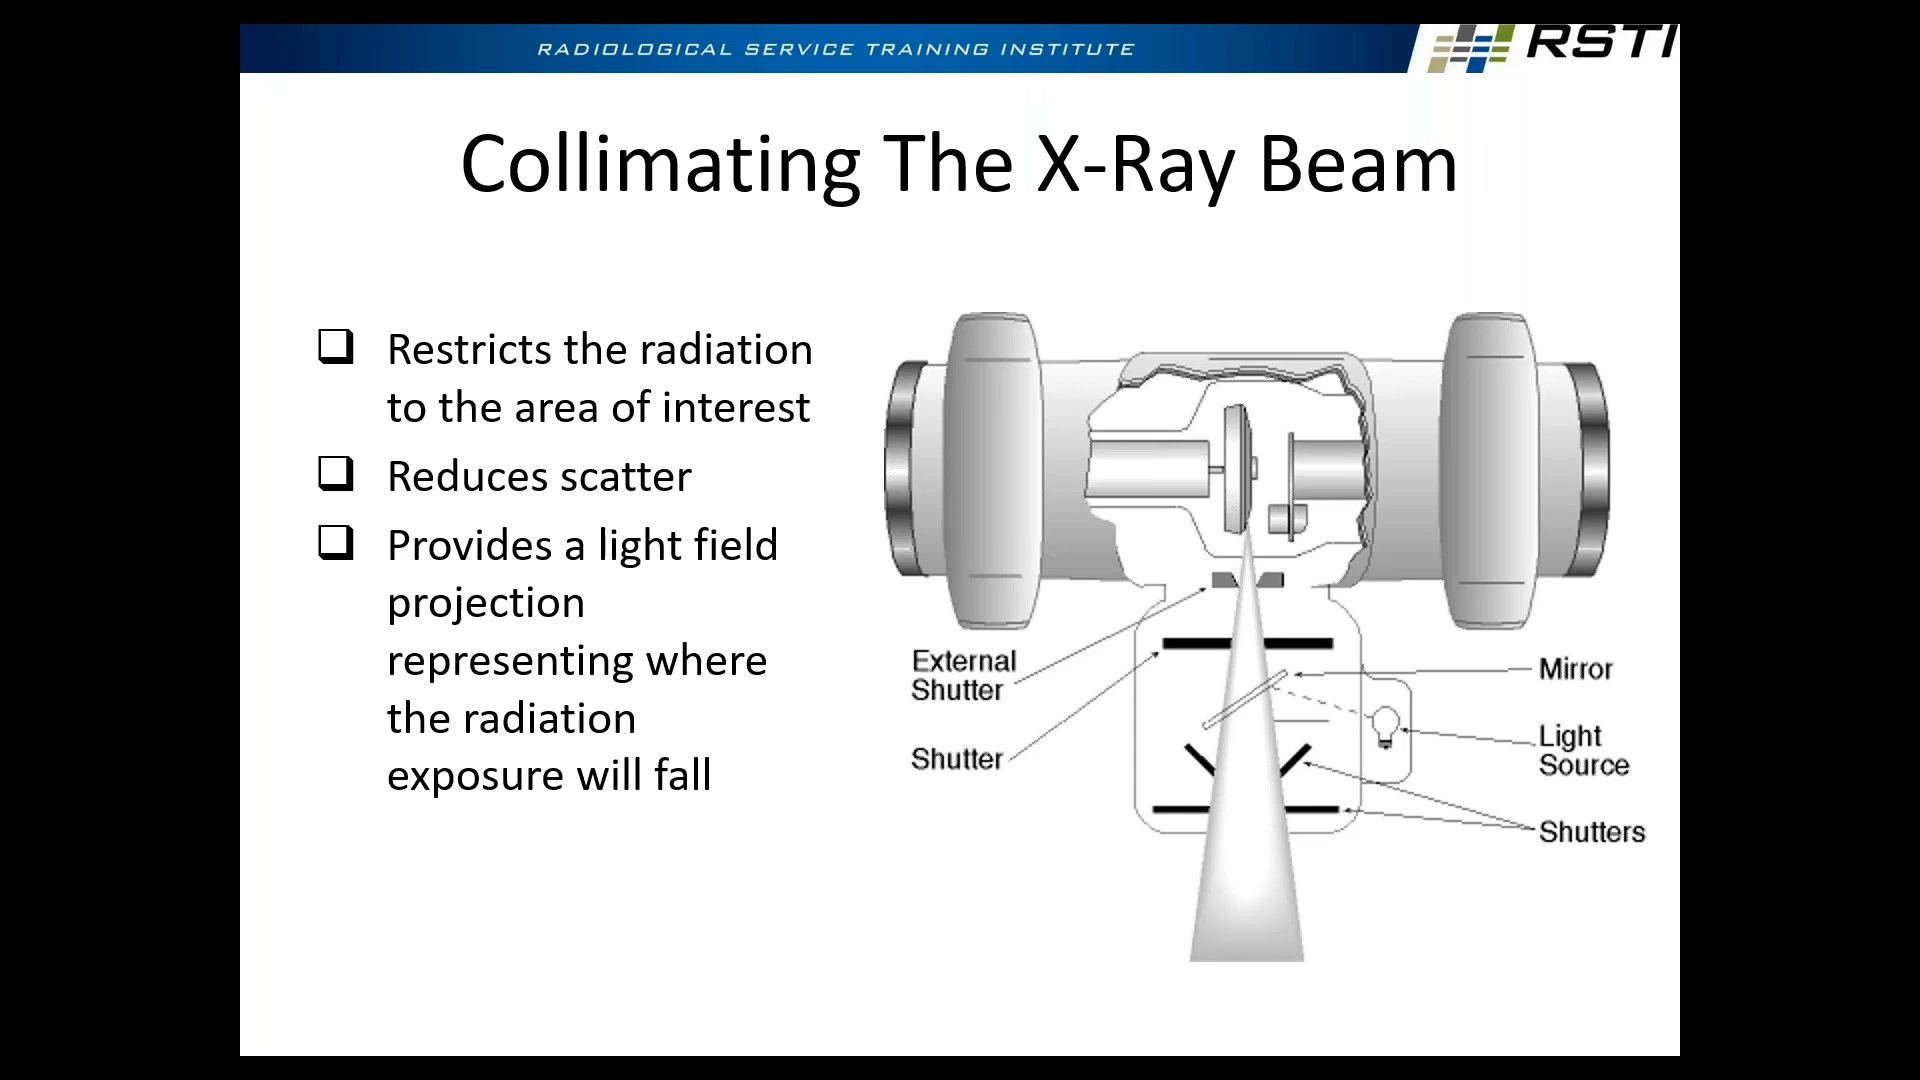 RADIOLOGICAL SERVICE TRAINING INSTITUTE
RSTI
Collimating The X-Ray Beam
Restricts the radiation
to the area of interest
Reduces scatter
Provides a light field
projection
representing where
the radiation
exposure will fall
External
Shutter
Shutter
Mirror
Light
Source
Shutters